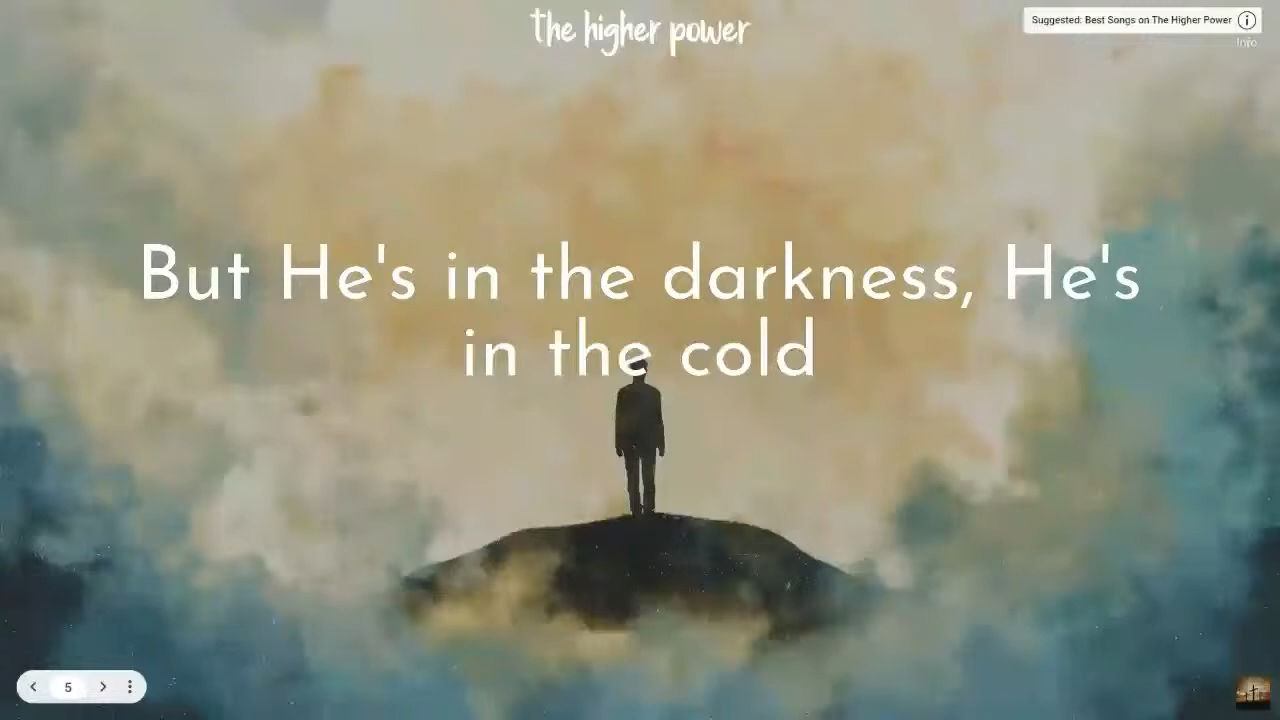 the higher power
Suggested: Best Songs on The Higher Power
Info
But He's in the darkness, He's
in the cold
5